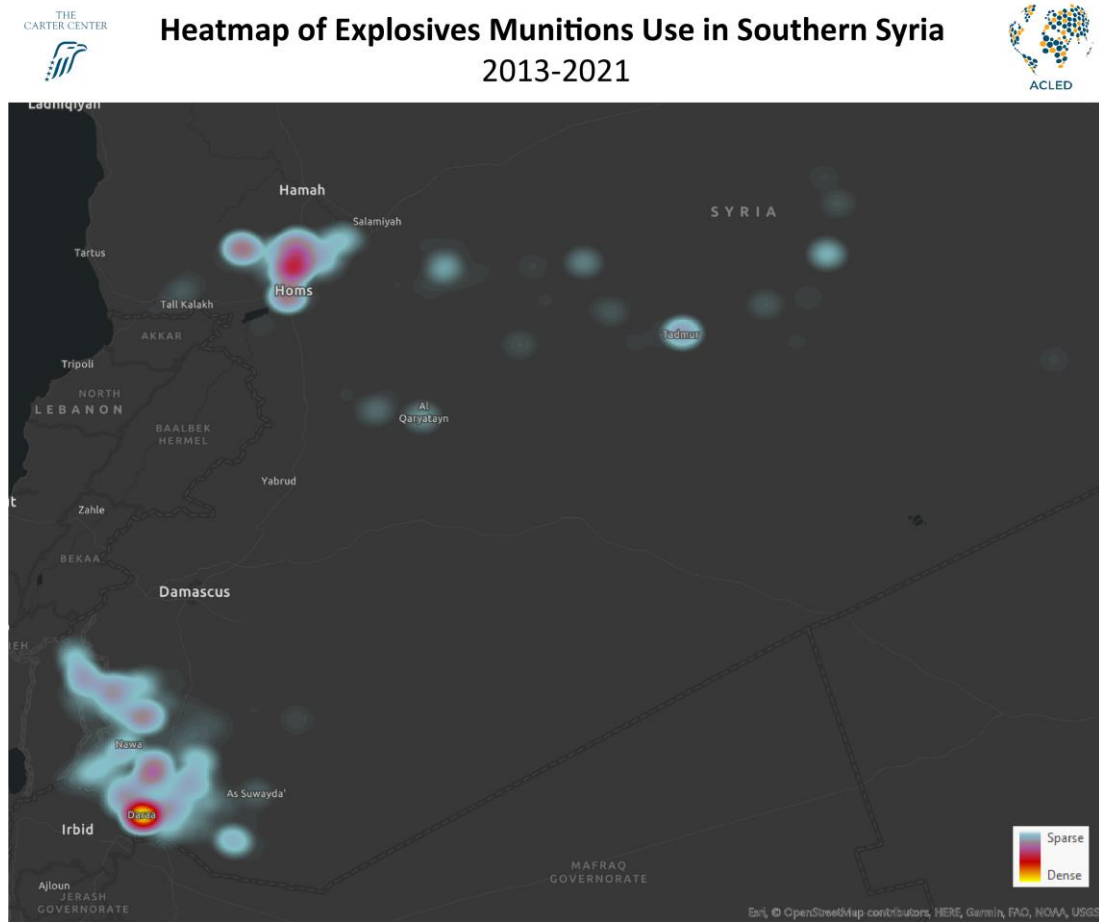 THE
CARTER CENTER
Heatmap of Explosives Munitions Use in Southern Syria
2013-2021
ACLED
Ladhiqiyah
Hamah
SYRIA
Salamiyah
Tartus
Homs
Tall Kalakh
Tadmur
AKKAR
Tripoli
NORTH
LEBANON
Al
Qaryatayn
BAALBEK
HERMEL
Yabrud
Zahle
BEKAA
Damascus
Nawa
As Suwayda'
Daraa
Irbid
Ajloun
JERASH
GOVERNORATE
MAFRAQ
GOVERNORATE
Sparse
Dense
Esri, © OpenStreetMap contributors, HERE, Garmin, FAO, NOAA, USGS